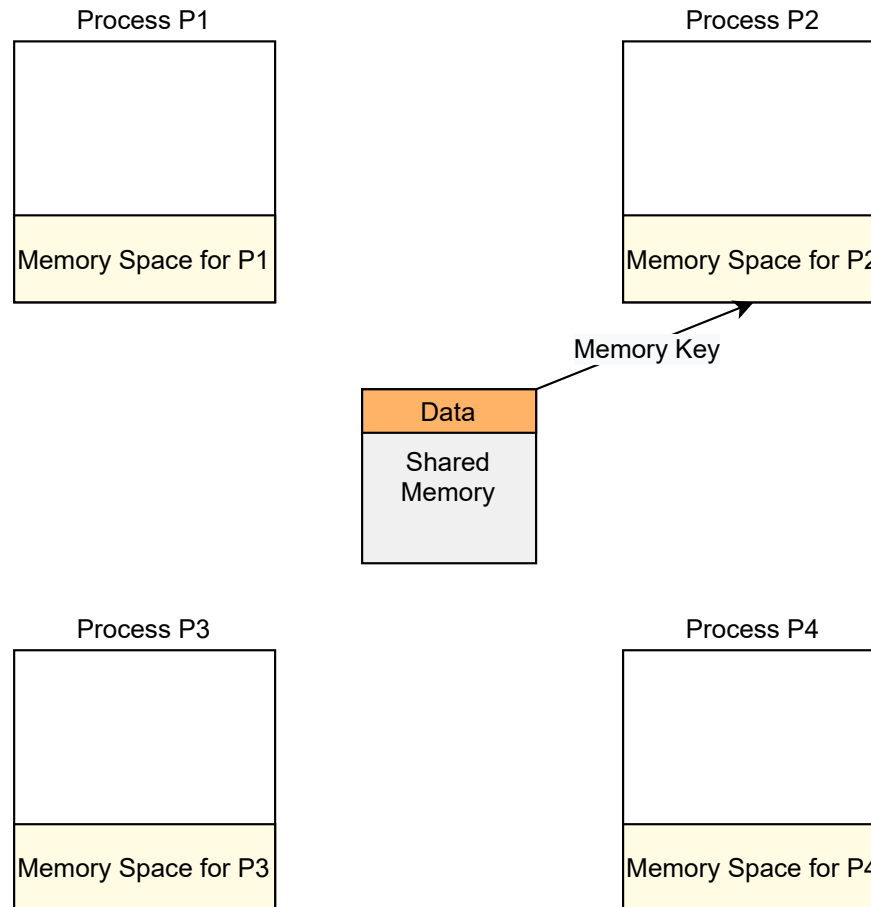 Process P1
Process P2
Memory Space for P1
Memory Space for P2
Memory Key
Data
Shared
Memory
Process P3
Process P4
Memory Space for P3
Memory Space for P4